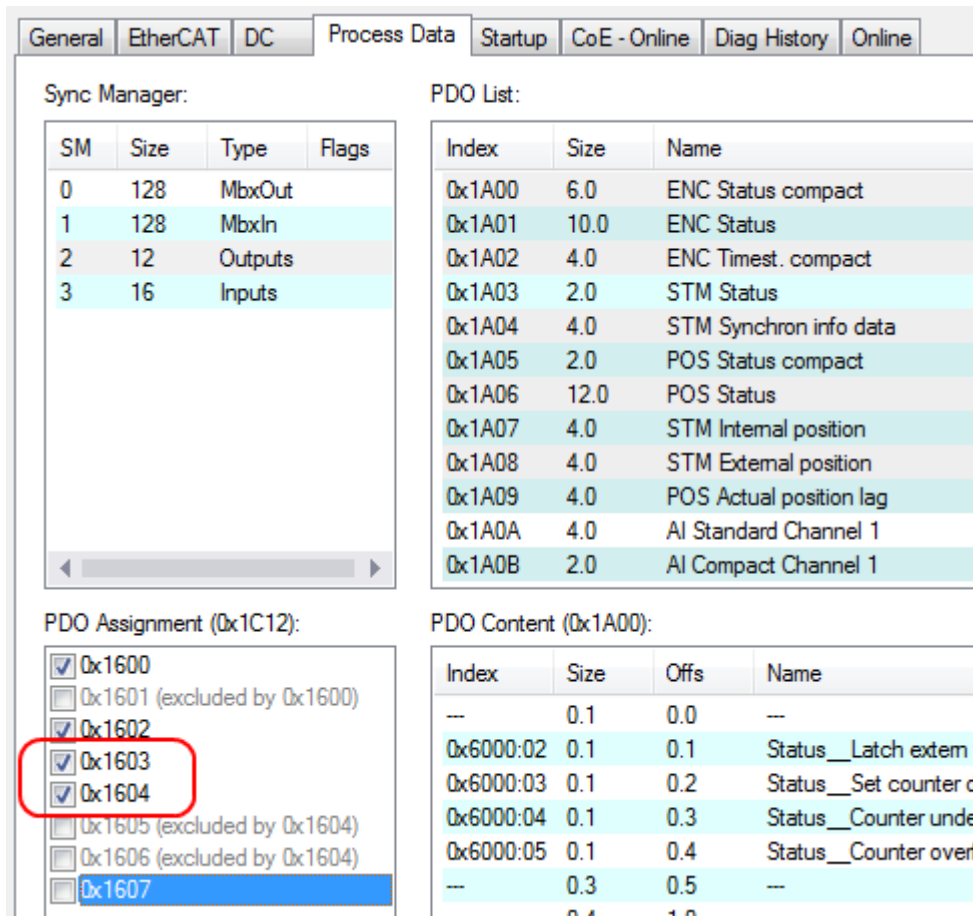 General EtherCAT DC Process Data Startup CoE - Online Diag History Online
Sync Manager:
SM Size Type Flags
0 128 MbxOut
1 128 MbxIn
2 12 Outputs
3 16 Inputs
PDO List:
Index Size Name
0x1A00 6.0 ENC Status compact
0x1A01 10.0 ENC Status
0x1A02 4.0 ENC Timest. compact
0x1A03 2.0 STM Status
0x1A04 4.0 STM Synchron info data
0x1A05 2.0 POS Status compact
0x1A06 12.0 POS Status
0x1A07 4.0 STM Internal position
0x1A08 4.0 STM External position
0x1A09 4.0 POS Actual position lag
0x1A0A 4.0 AI Standard Channel 1
0x1A0B 2.0 AI Compact Channel 1
PDO Assignment (0x1C12):
0x1600
0x1601 (excluded by 0x1600)
0x1602
0x1603
0x1604
0x1605 (excluded by 0x1604)
0x1606 (excluded by 0x1604)
0x1607
PDO Content (0x1A00):
Index Size Offs Name
--- 0.1 0.0 ---
0x6000:02 0.1 0.1 Status__Latch extern
0x6000:03 0.1 0.2 Status__Set counter
0x6000:04 0.1 0.3 Status__Counter unde
0x6000:05 0.1 0.4 Status__Counter over
--- 0.3 0.5 ---